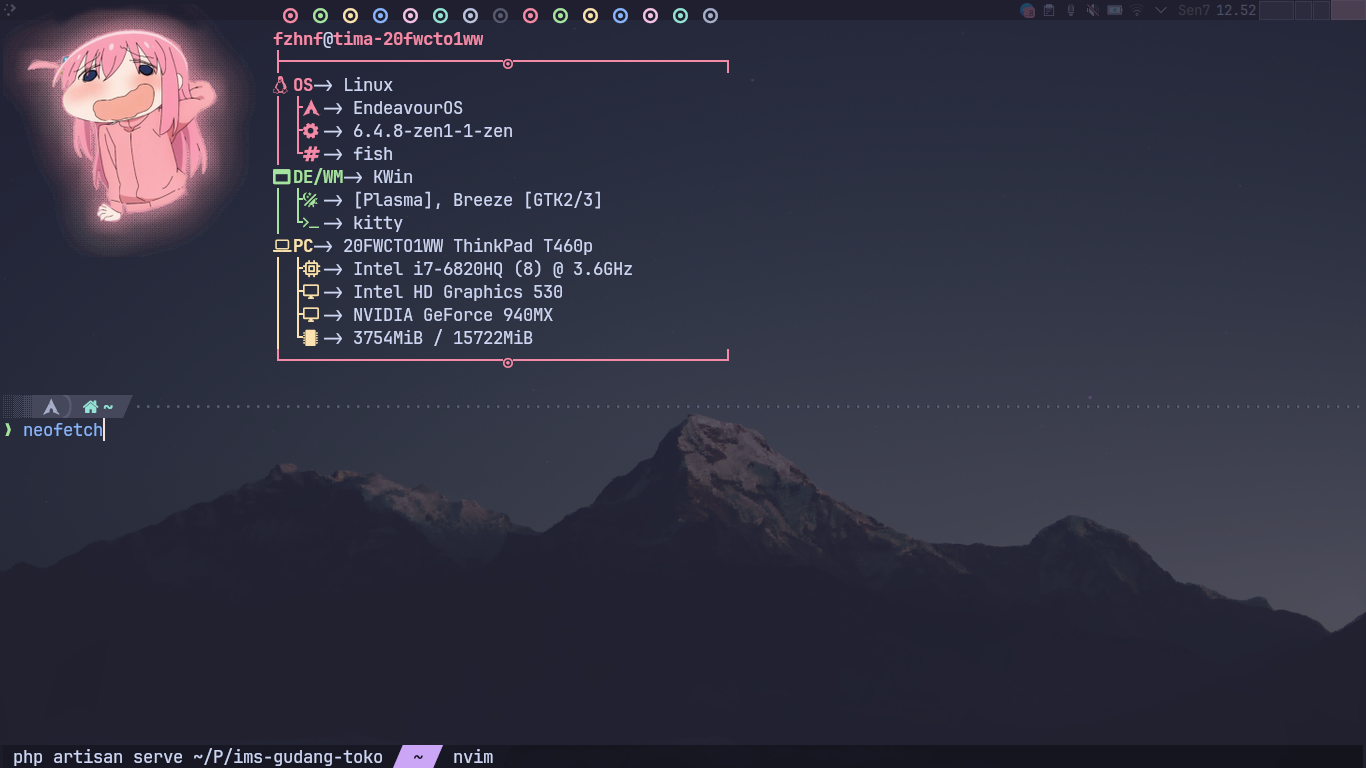 Sen7 12.52
fzhnf@tima-20fwcto1ww
OS—> Linux
—> EndeavourOS
—> 6.4.8-zen1-1-zen
# —> fish
DE/WM—> KWin
—> [Plasma], Breeze [GTK2/3]
>_ —> kitty
PC—> 20FWCTO1WW ThinkPad T460p
—> Intel i7-6820HQ (8) @ 3.6GHz
—> Intel HD Graphics 530
—> NVIDIA GeForce 940MX
—> 3754MiB / 15722MiB
~
❯ neofetch
php artisan serve ~/P/ims-gudang-toko ~ nvim